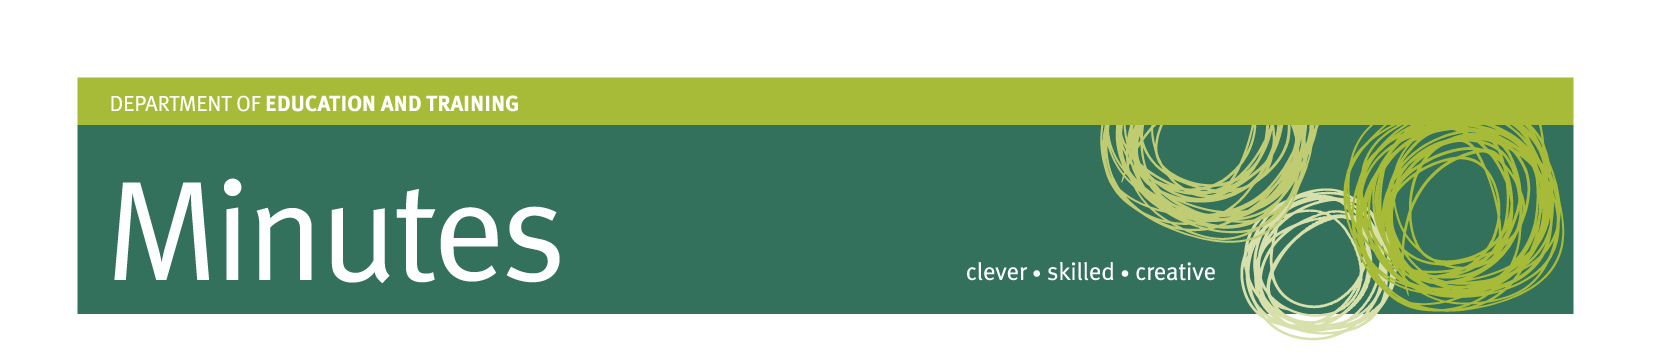 DEPARTMENT OF EDUCATION AND TRAINING
Minutes
clever • skilled • creative